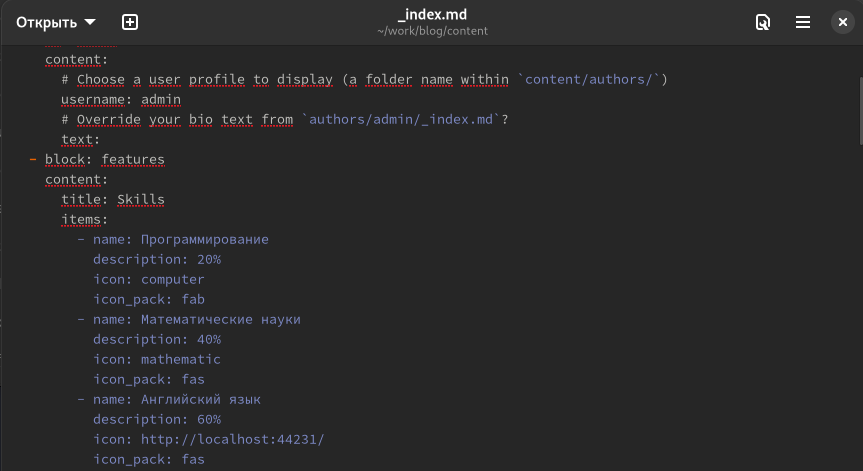 Открыть
_index.md
~/work/blog/content
content:
# Choose a user profile to display (a folder name within `content/authors/`)
username: admin
# Override your bio text from `authors/admin/_index.md`?
text:
- block: features
content:
title: Skills
items:
- name: Программирование
description: 20%
icon: computer
icon_pack: fab
- name: Математические науки
description: 40%
icon: mathematic
icon_pack: fas
- name: Английский язык
description: 60%
icon: http://localhost:44231/
icon_pack: fas